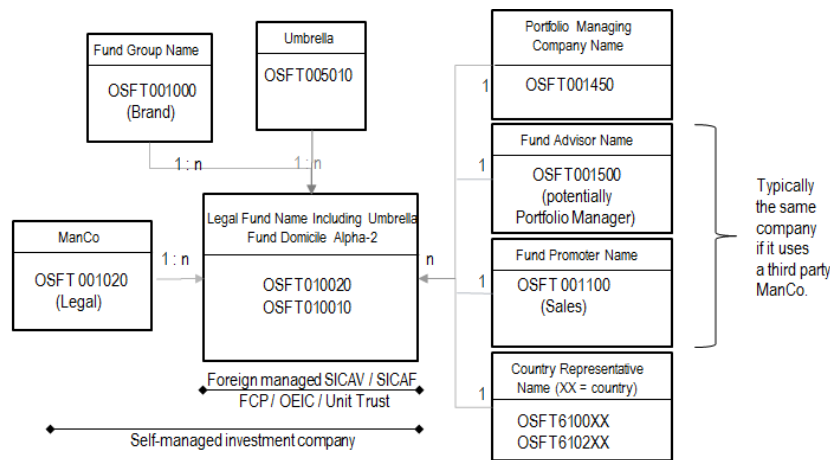 Fund Group Name
OSFT001000
(Brand)
Umbrella
OSFT005010
1 : n
1 : n
ManCo
OSFT 001020
(Legal)
1 : n
Legal Fund Name Including Umbrella
Fund Domicile Alpha-2
OSFT010020
OSFT010010
n
Portfolio Managing
Company Name
OSFT001450
1
Fund Advisor Name
OSFT001500
(potentially
Portfolio Manager)
1
Fund Promoter Name
OSFT 001100
(Sales)
1
Country Representative
Name (XX = country)
OSFT6100XX
OSFT6102XX
1
Typically
the same
company
if it uses
a third party
ManCo.
Foreign managed SICAV / SICAF
FCP / OEIC / Unit Trust
Self-managed investment company